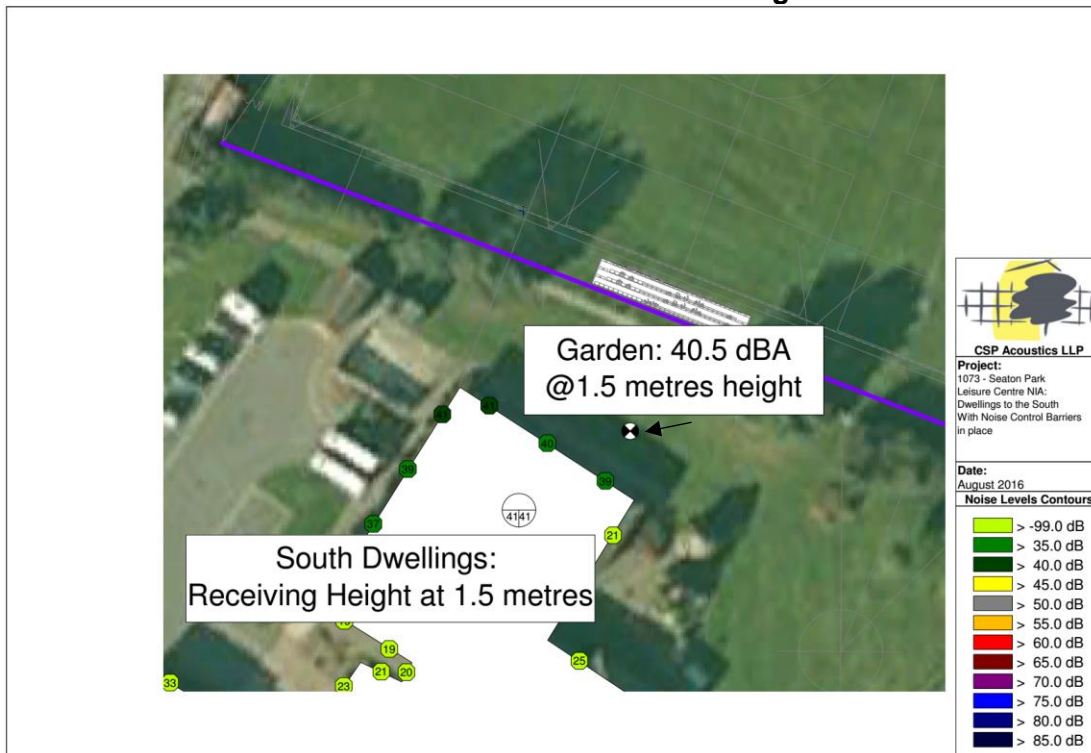 Garden: 40.5 dBA
@1.5 metres height
41
41
40
39
39
37
21
4141
South Dwellings:
Receiving Height at 1.5 metres
19
21
20
23
25
33
CSP Acoustics LLP
Project:
1073 - Seaton Park
Leisure Centre NIA:
Dwellings to the South
With Noise Control Barriers
in place
Date:
August 2016
Noise Levels Contours
> -99.0 dB
> 35.0 dB
> 40.0 dB
> 45.0 dB
> 50.0 dB
> 55.0 dB
> 60.0 dB
> 65.0 dB
> 70.0 dB
> 75.0 dB
> 80.0 dB
> 85.0 dB